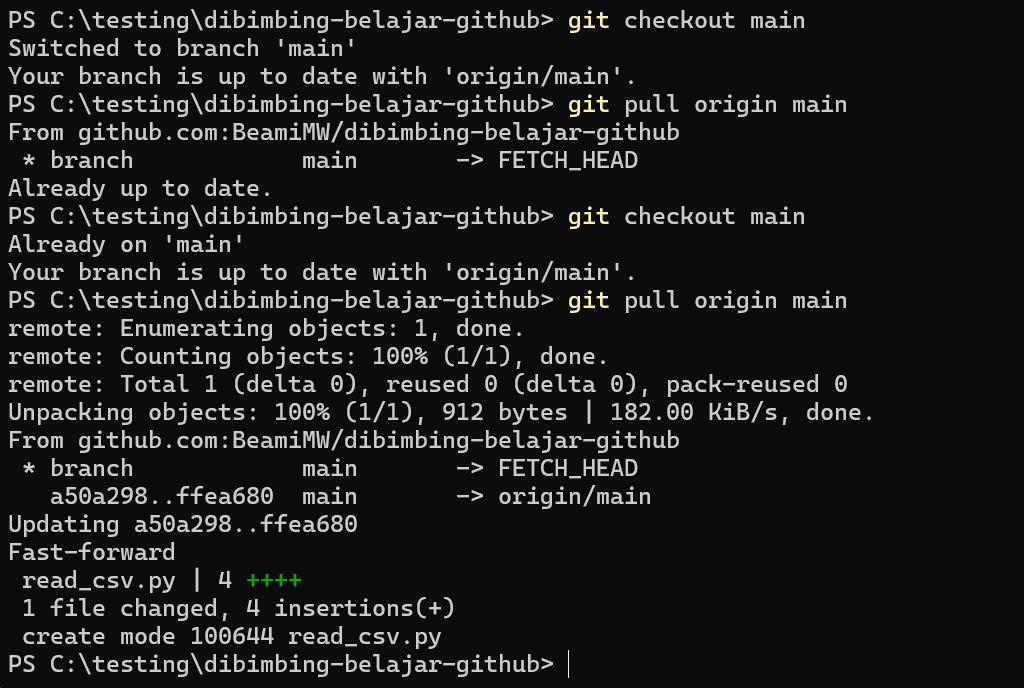 PS C:\testing\dibimbing-belajar-github> git checkout main
Switched to branch 'main'
Your branch is up to date with 'origin/main'.
PS C:\testing\dibimbing-belajar-github> git pull origin main
From github.com:BeamiMW/dibimbing-belajar-github
 * branch            main       -> FETCH_HEAD
Already up to date.
PS C:\testing\dibimbing-belajar-github> git checkout main
Already on 'main'
Your branch is up to date with 'origin/main'.
PS C:\testing\dibimbing-belajar-github> git pull origin main
remote: Enumerating objects: 1, done.
remote: Counting objects: 100% (1/1), done.
remote: Total 1 (delta 0), reused 0 (delta 0), pack-reused 0
Unpacking objects: 100% (1/1), 912 bytes | 182.00 KiB/s, done.
From github.com:BeamiMW/dibimbing-belajar-github
 * branch            main       -> FETCH_HEAD
   a50a298..ffea680  main       -> origin/main
Updating a50a298..ffea680
Fast-forward
 read_csv.py | 4 ++++
 1 file changed, 4 insertions(+)
 create mode 100644 read_csv.py
PS C:\testing\dibimbing-belajar-github>